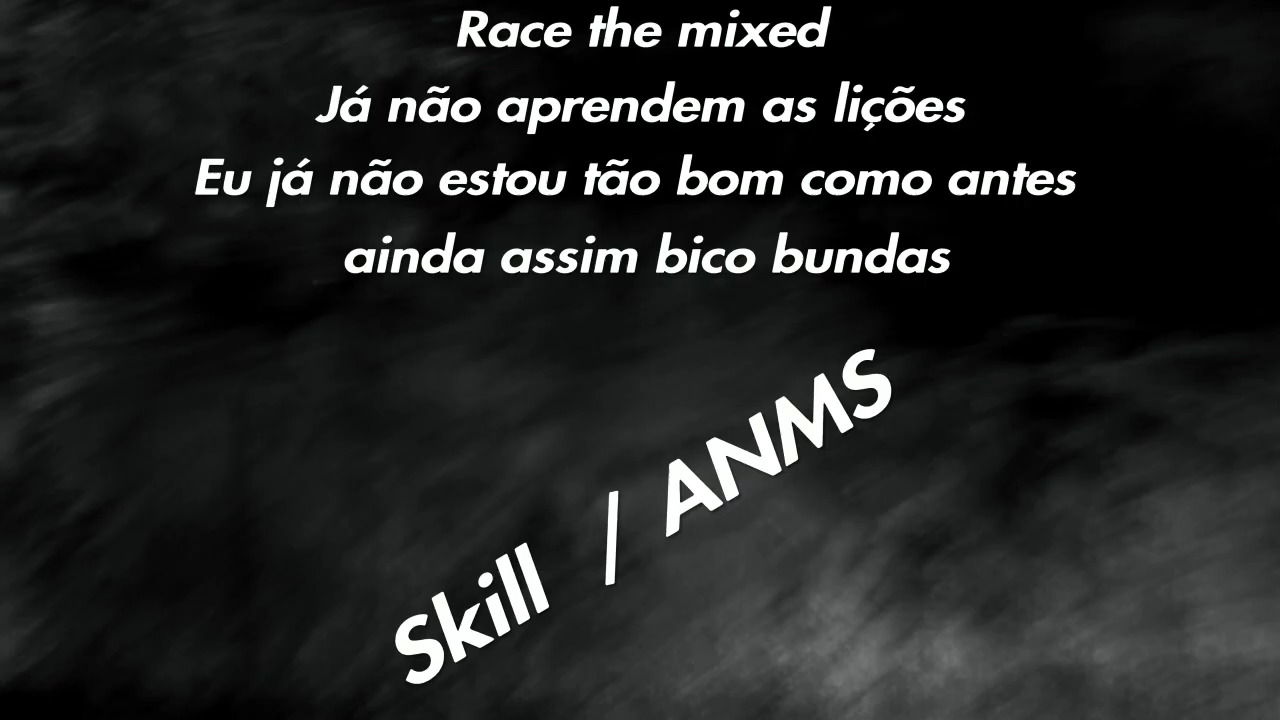 Race the mixed
Já não aprendem as lições
Eu já não estou tão bom como antes
ainda assim bico bundas
Skill / ANMS